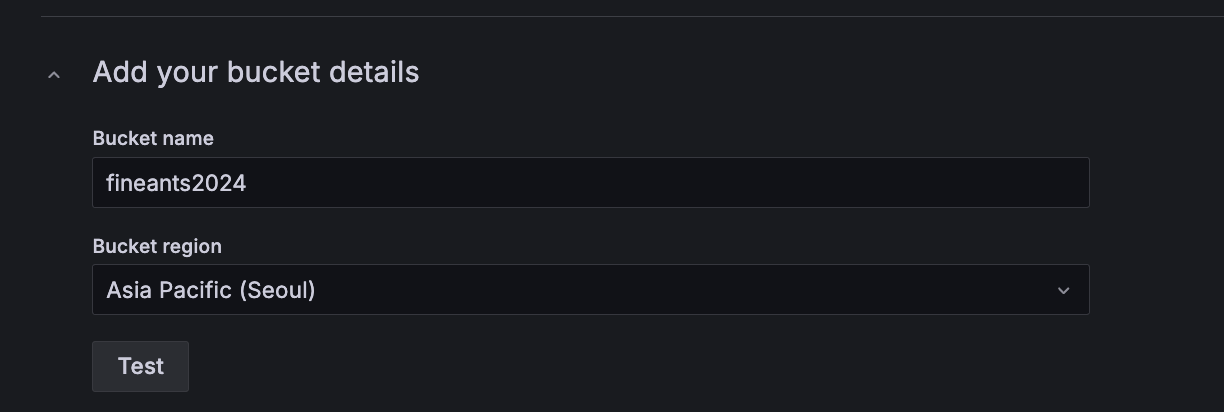 Add your bucket details
Bucket name
fineants2024
Bucket region
Asia Pacific (Seoul)
Test